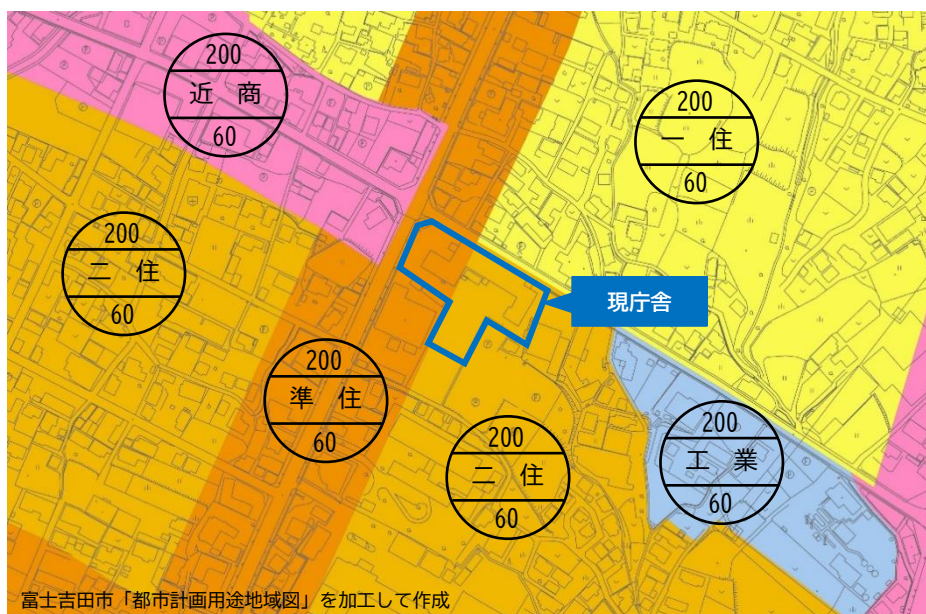 200
近 商
60
200
一 住
60
200
二 住
60
現庁舎
200
準 住
60
200
二 住
60
200
工 業
60
富士吉田市「都市計画用途地域図」を加工して作成